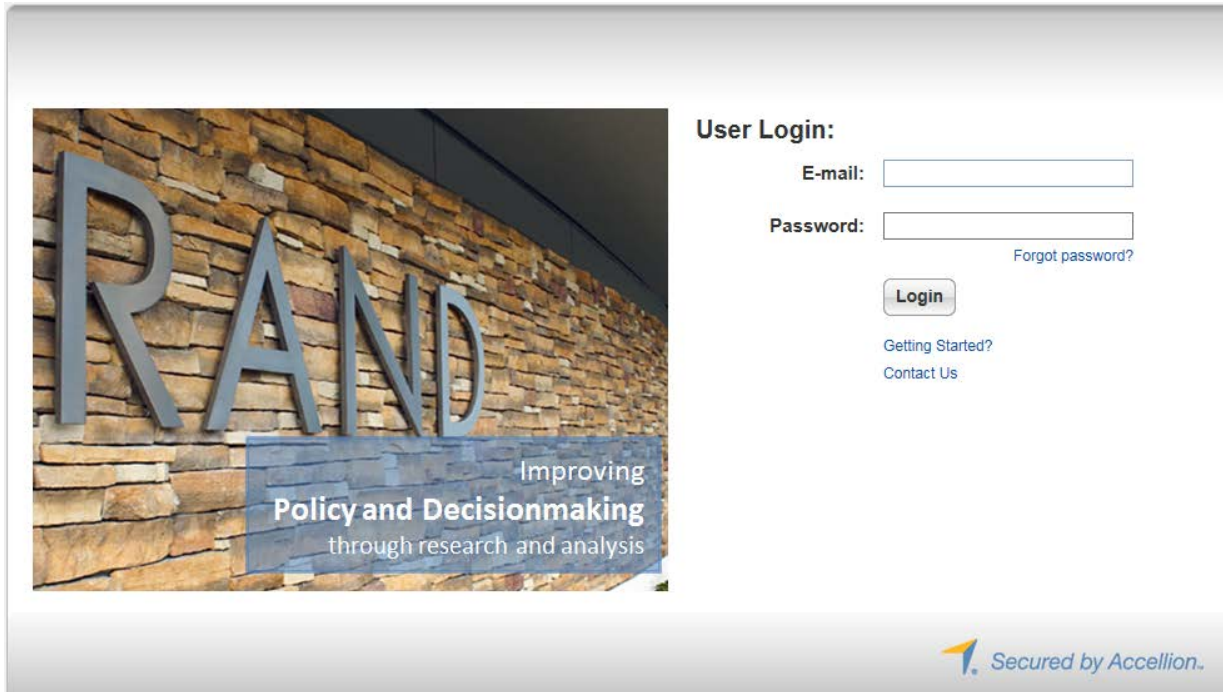 RAND
Improving
Policy and Decisionmaking
through research and analysis
User Login:
E-mail:
Password:
Forgot password?
Login
Getting Started?
Contact Us
Secured by Accellion™